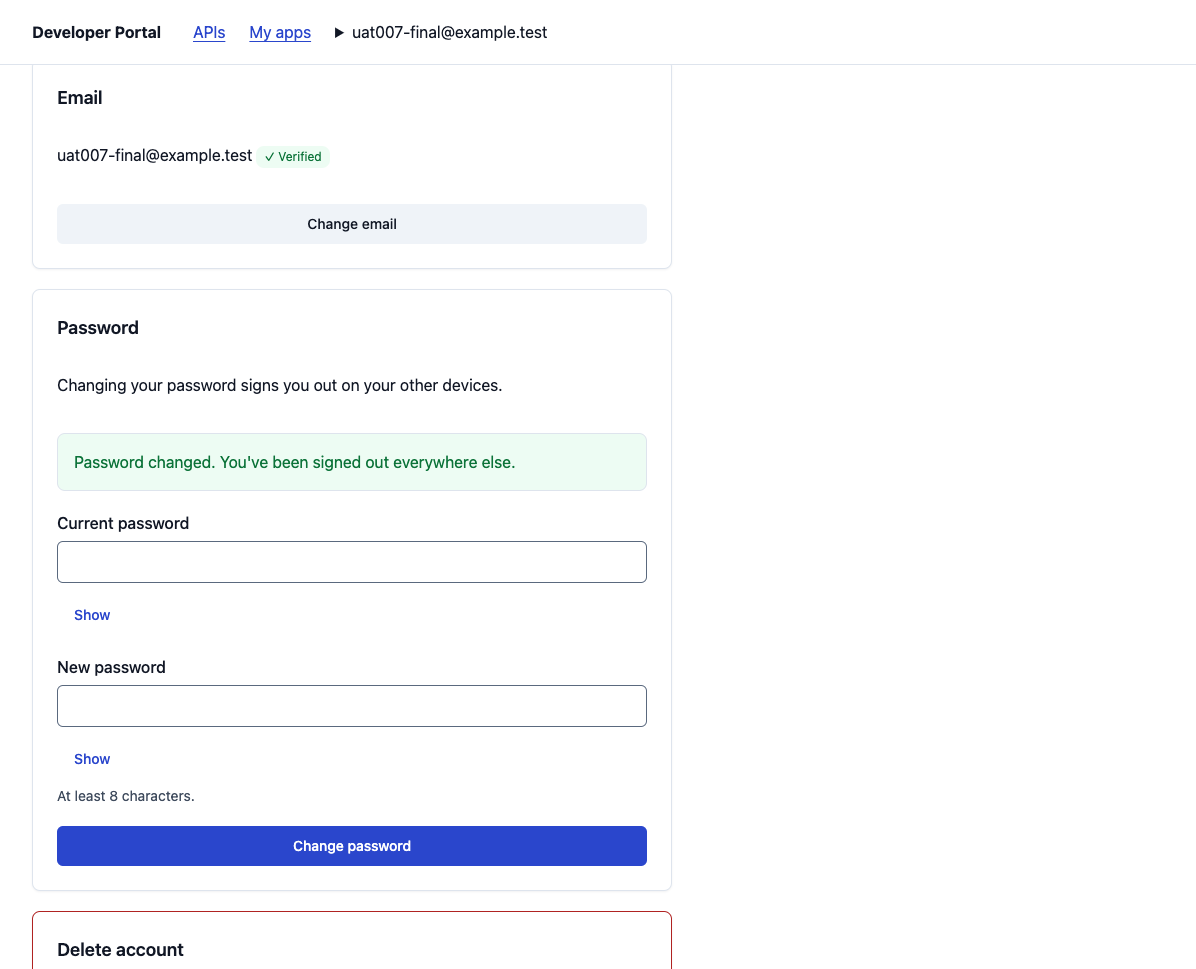 Developer Portal APIs My apps ▶ uat007-final@example.test
Email
uat007-final@example.test ✓ Verified
Change email
Password
Changing your password signs you out on your other devices.
Password changed. You've been signed out everywhere else.
Current password
Show
New password
Show
At least 8 characters.
Change password
Delete account